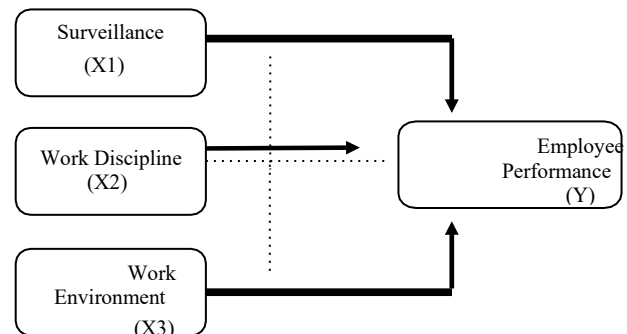 Surveillance
(X1)
Work Discipline
(X2)
Employee
Performance
(Y)
Work
Environment
(X3)